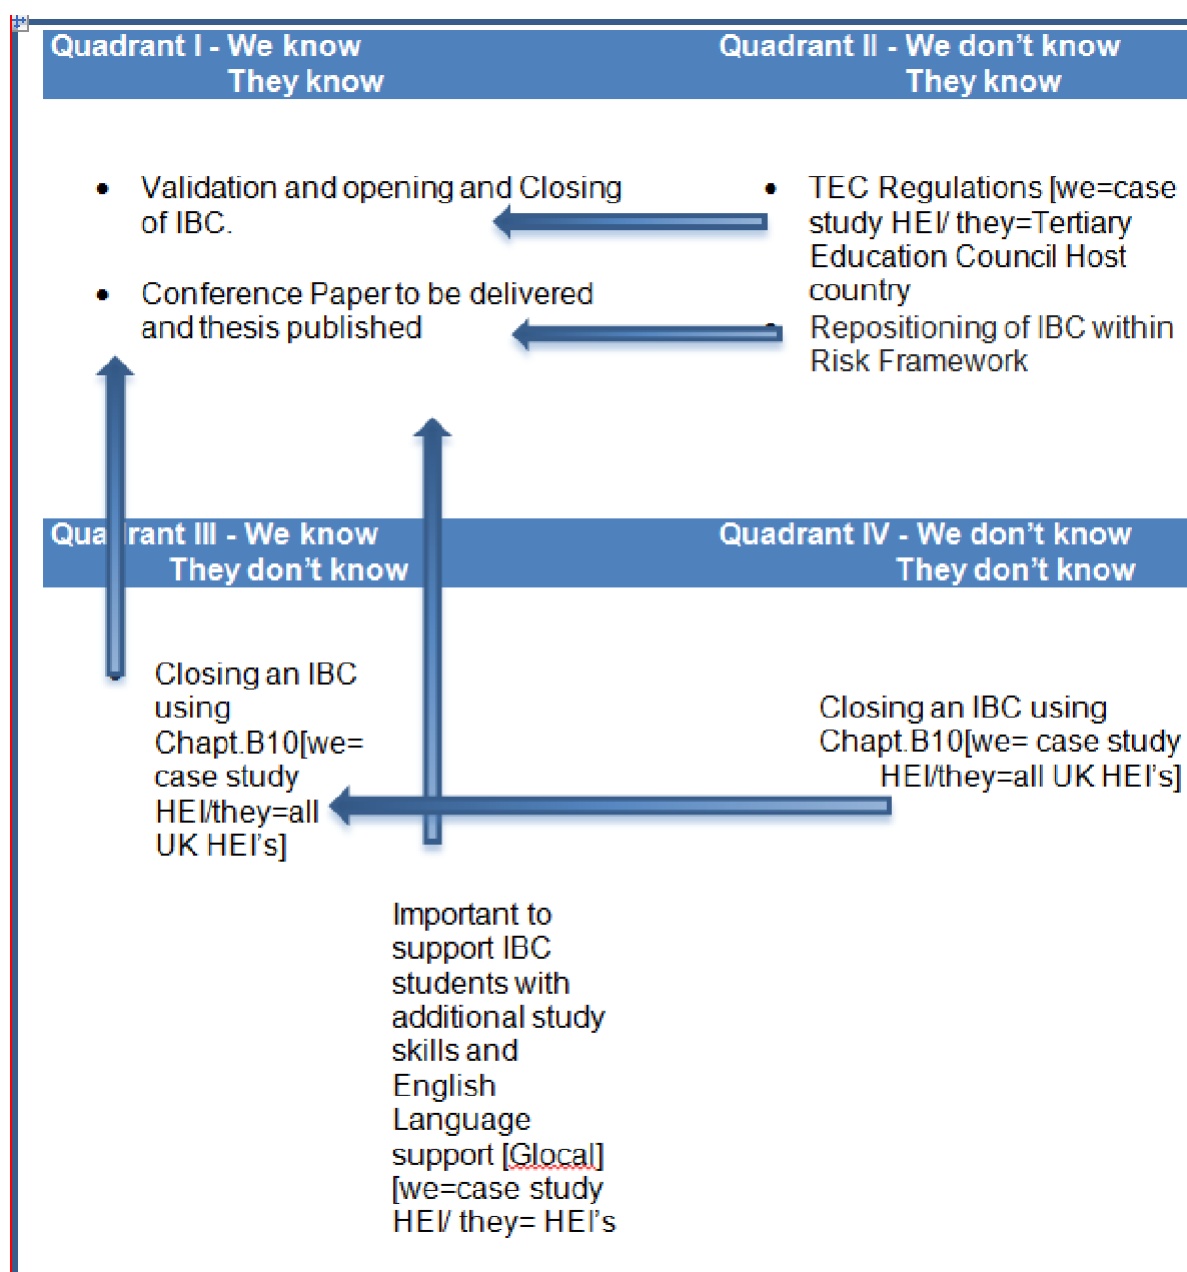 Quadrant I - We know
They know
Quadrant II - We don't know
They know
• Validation and opening and Closing
of IBC.
• Conference Paper to be delivered
and thesis published
• TEC Regulations [we=case
study HEI/ they=Tertiary
Education Council Host
country
• Repositioning of IBC within
Risk Framework
Quadrant III - We know
They don't know
Quadrant IV - We don't know
They don't know
• Closing an IBC
using
Chapt.B10[we=
case study
HEI/they=all
UK HEI's]
Closing an IBC using
Chapt.B10[we= case study
HEI/they=all UK HEI's]
Important to
support IBC
students with
additional study
skills and
English
Language
support [Glocal]
[we=case study
HEI/ they= HEI's